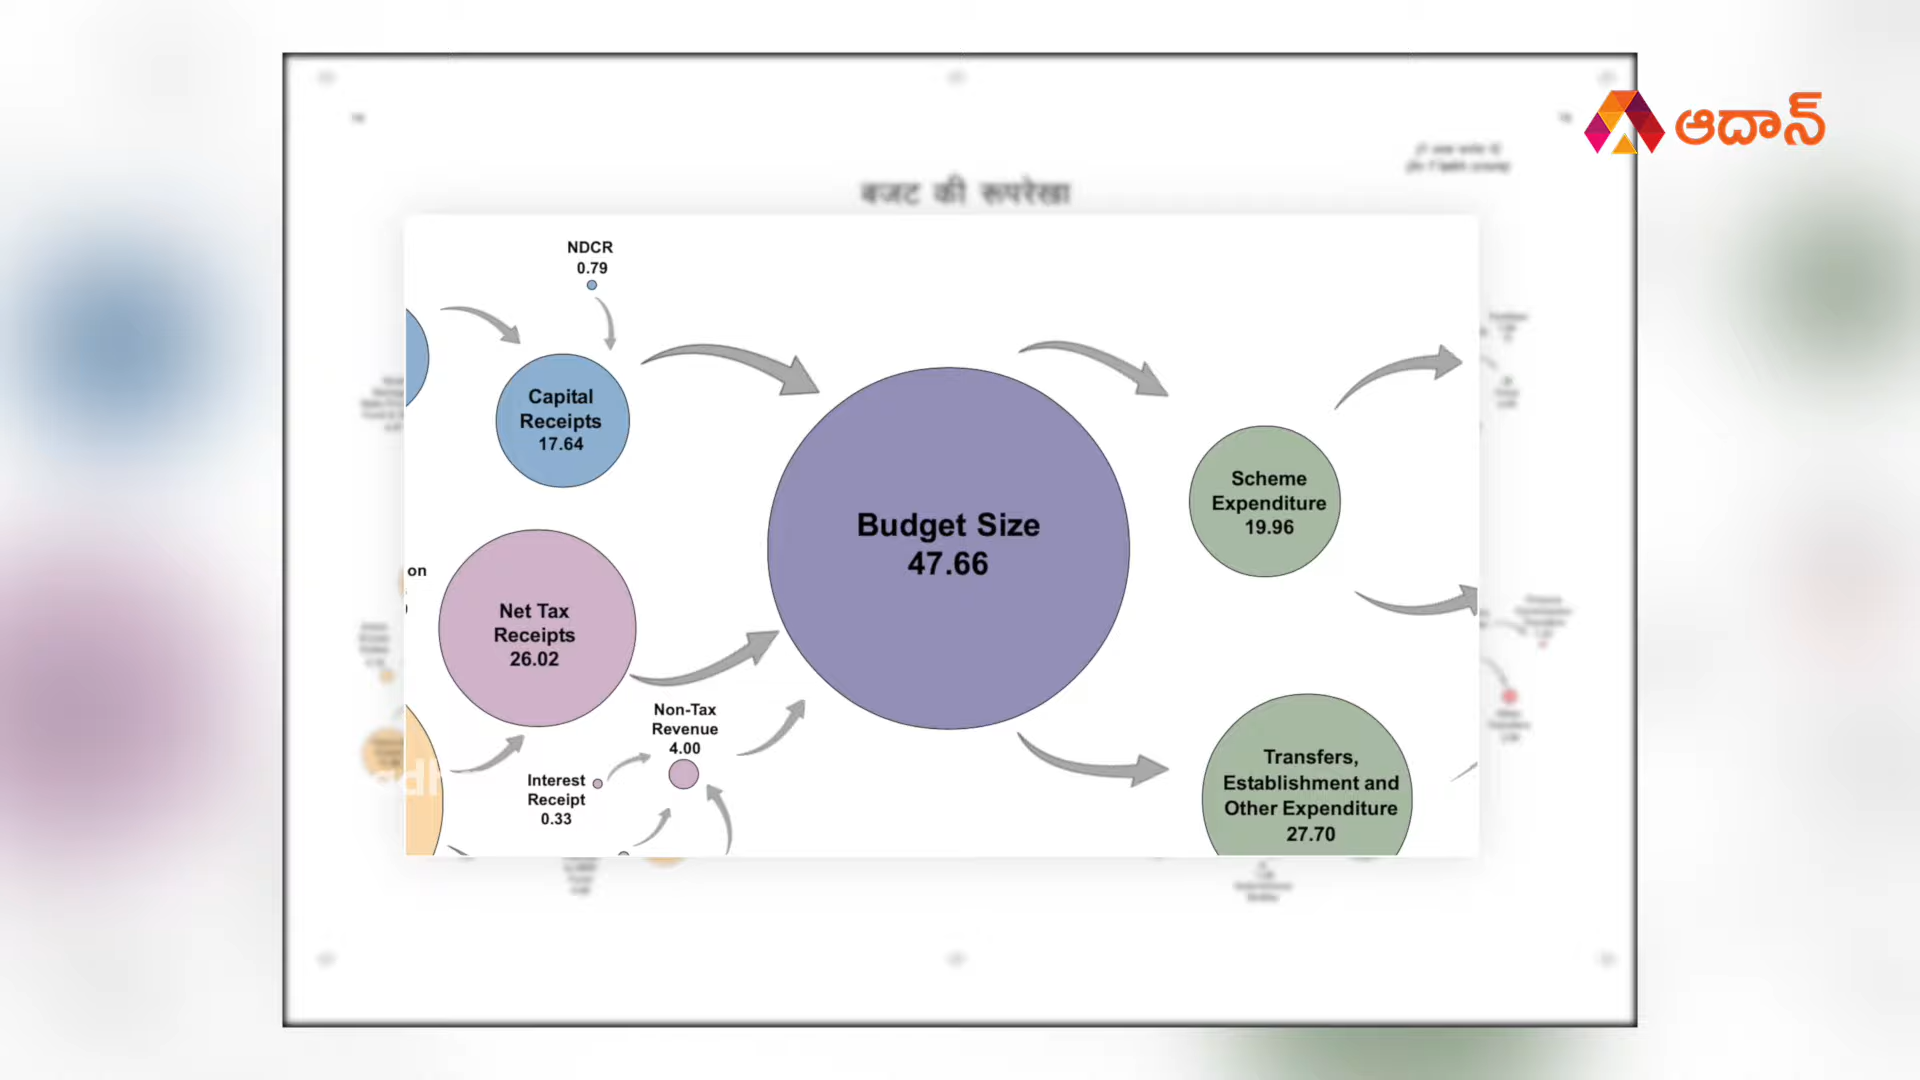 ఆదాన్
बजट की रूपरेखा
NDCR
0.79
Capital
Receipts
17.64
Budget Size
47.66
Scheme
Expenditure
19.96
on
Net Tax
Receipts
26.02
Non-Tax
Revenue
4.00
Interest
Receipt
0.33
Transfers,
Establishment and
Other Expenditure
27.70